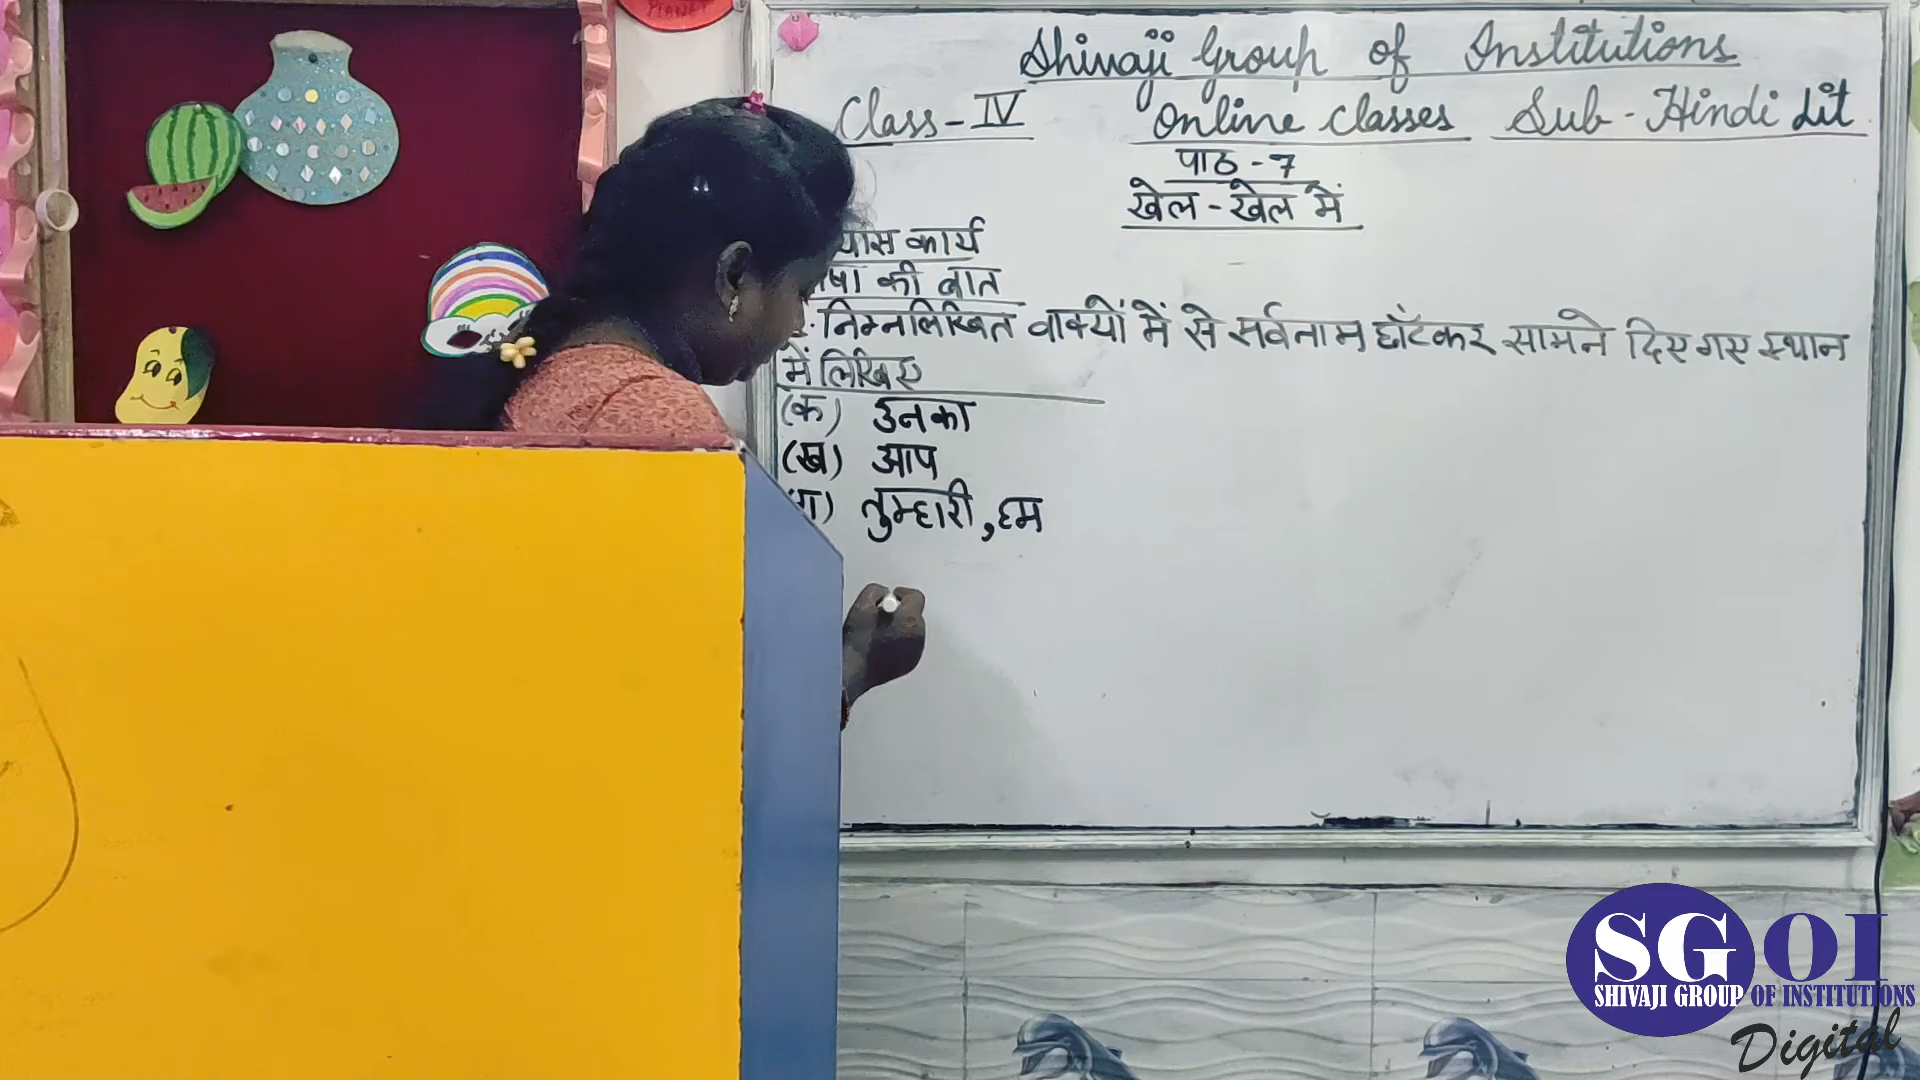 PLANET
Shivaji Group of Institutions
Class-IV Online classes Sub-Hindi Lit
पाठ-7
खेल-खेल में
यास कार्य
षा की बात
निम्नलिखित वाक्यों में से सर्वनाम छाँटकर सामने दिए गए स्थान
में लिखिए
(क) उनका
(ख) आप
ग) तुम्हारी, हम
SGOI
SHIVAJI GROUP OF INSTITUTIONS
Digital